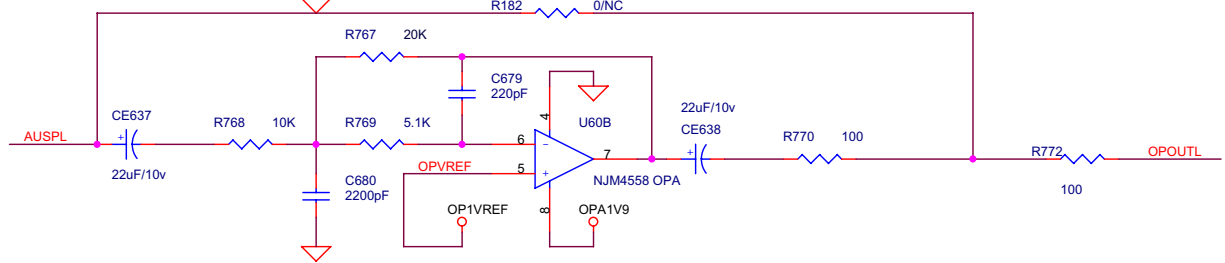 R182 0/NC
R767 20K
C679
220pF
CE637
22uF/10v
AUSPL
+
R768 10K
R769 5.1K
4
U60B
6
-
7
5
+
NJM4558 OPA
22uF/10v
CE638
+
R770 100
R772
100
OPOUTL
OPVREF
C680
2200pF
OP1VREF
8
OPA1V9